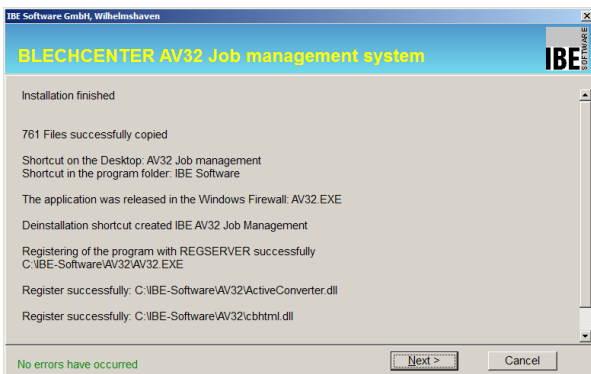 IBE Software GmbH, Wilhelmshaven
BLECHCENTER AV32 Job management system
IBE
SOFTWARE
Installation finished
761 Files successfully copied
Shortcut on the Desktop: AV32 Job management
Shortcut in the program folder: IBE Software
The application was released in the Windows Firewall: AV32.EXE
Deinstallation shortcut created IBE AV32 Job Management
Registering of the program with REGSERVER successfully
C:\IBE-Software\AV32\AV32.EXE
Register successfully: C:\IBE-Software\AV32\ActiveConverter.dll
Register successfully: C:\IBE-Software\AV32\cbhtml.dll
No errors have occurred
Next >
Cancel